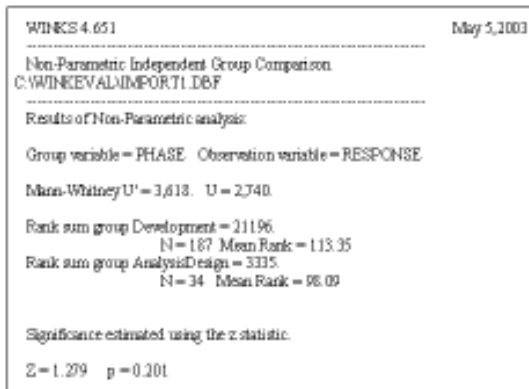 WINKS 4.651 May 5,2003
Non-Parametric Independent Group Comparison
C:\WINKEVAL\IMPORT1.DBF
Results of Non-Parametric analysis:
Group variable = PHASE Observation variable = RESPONSE
Mann-Whitney U' = 3,618. U = 2,740.
Rank sum group Development = 21196.
N = 187 Mean Rank = 113.35
Rank sum group AnalysisDesign = 3335.
N = 34 Mean Rank = 98.09
Significance estimated using the z statistic.
Z = 1.279 p = 0.201